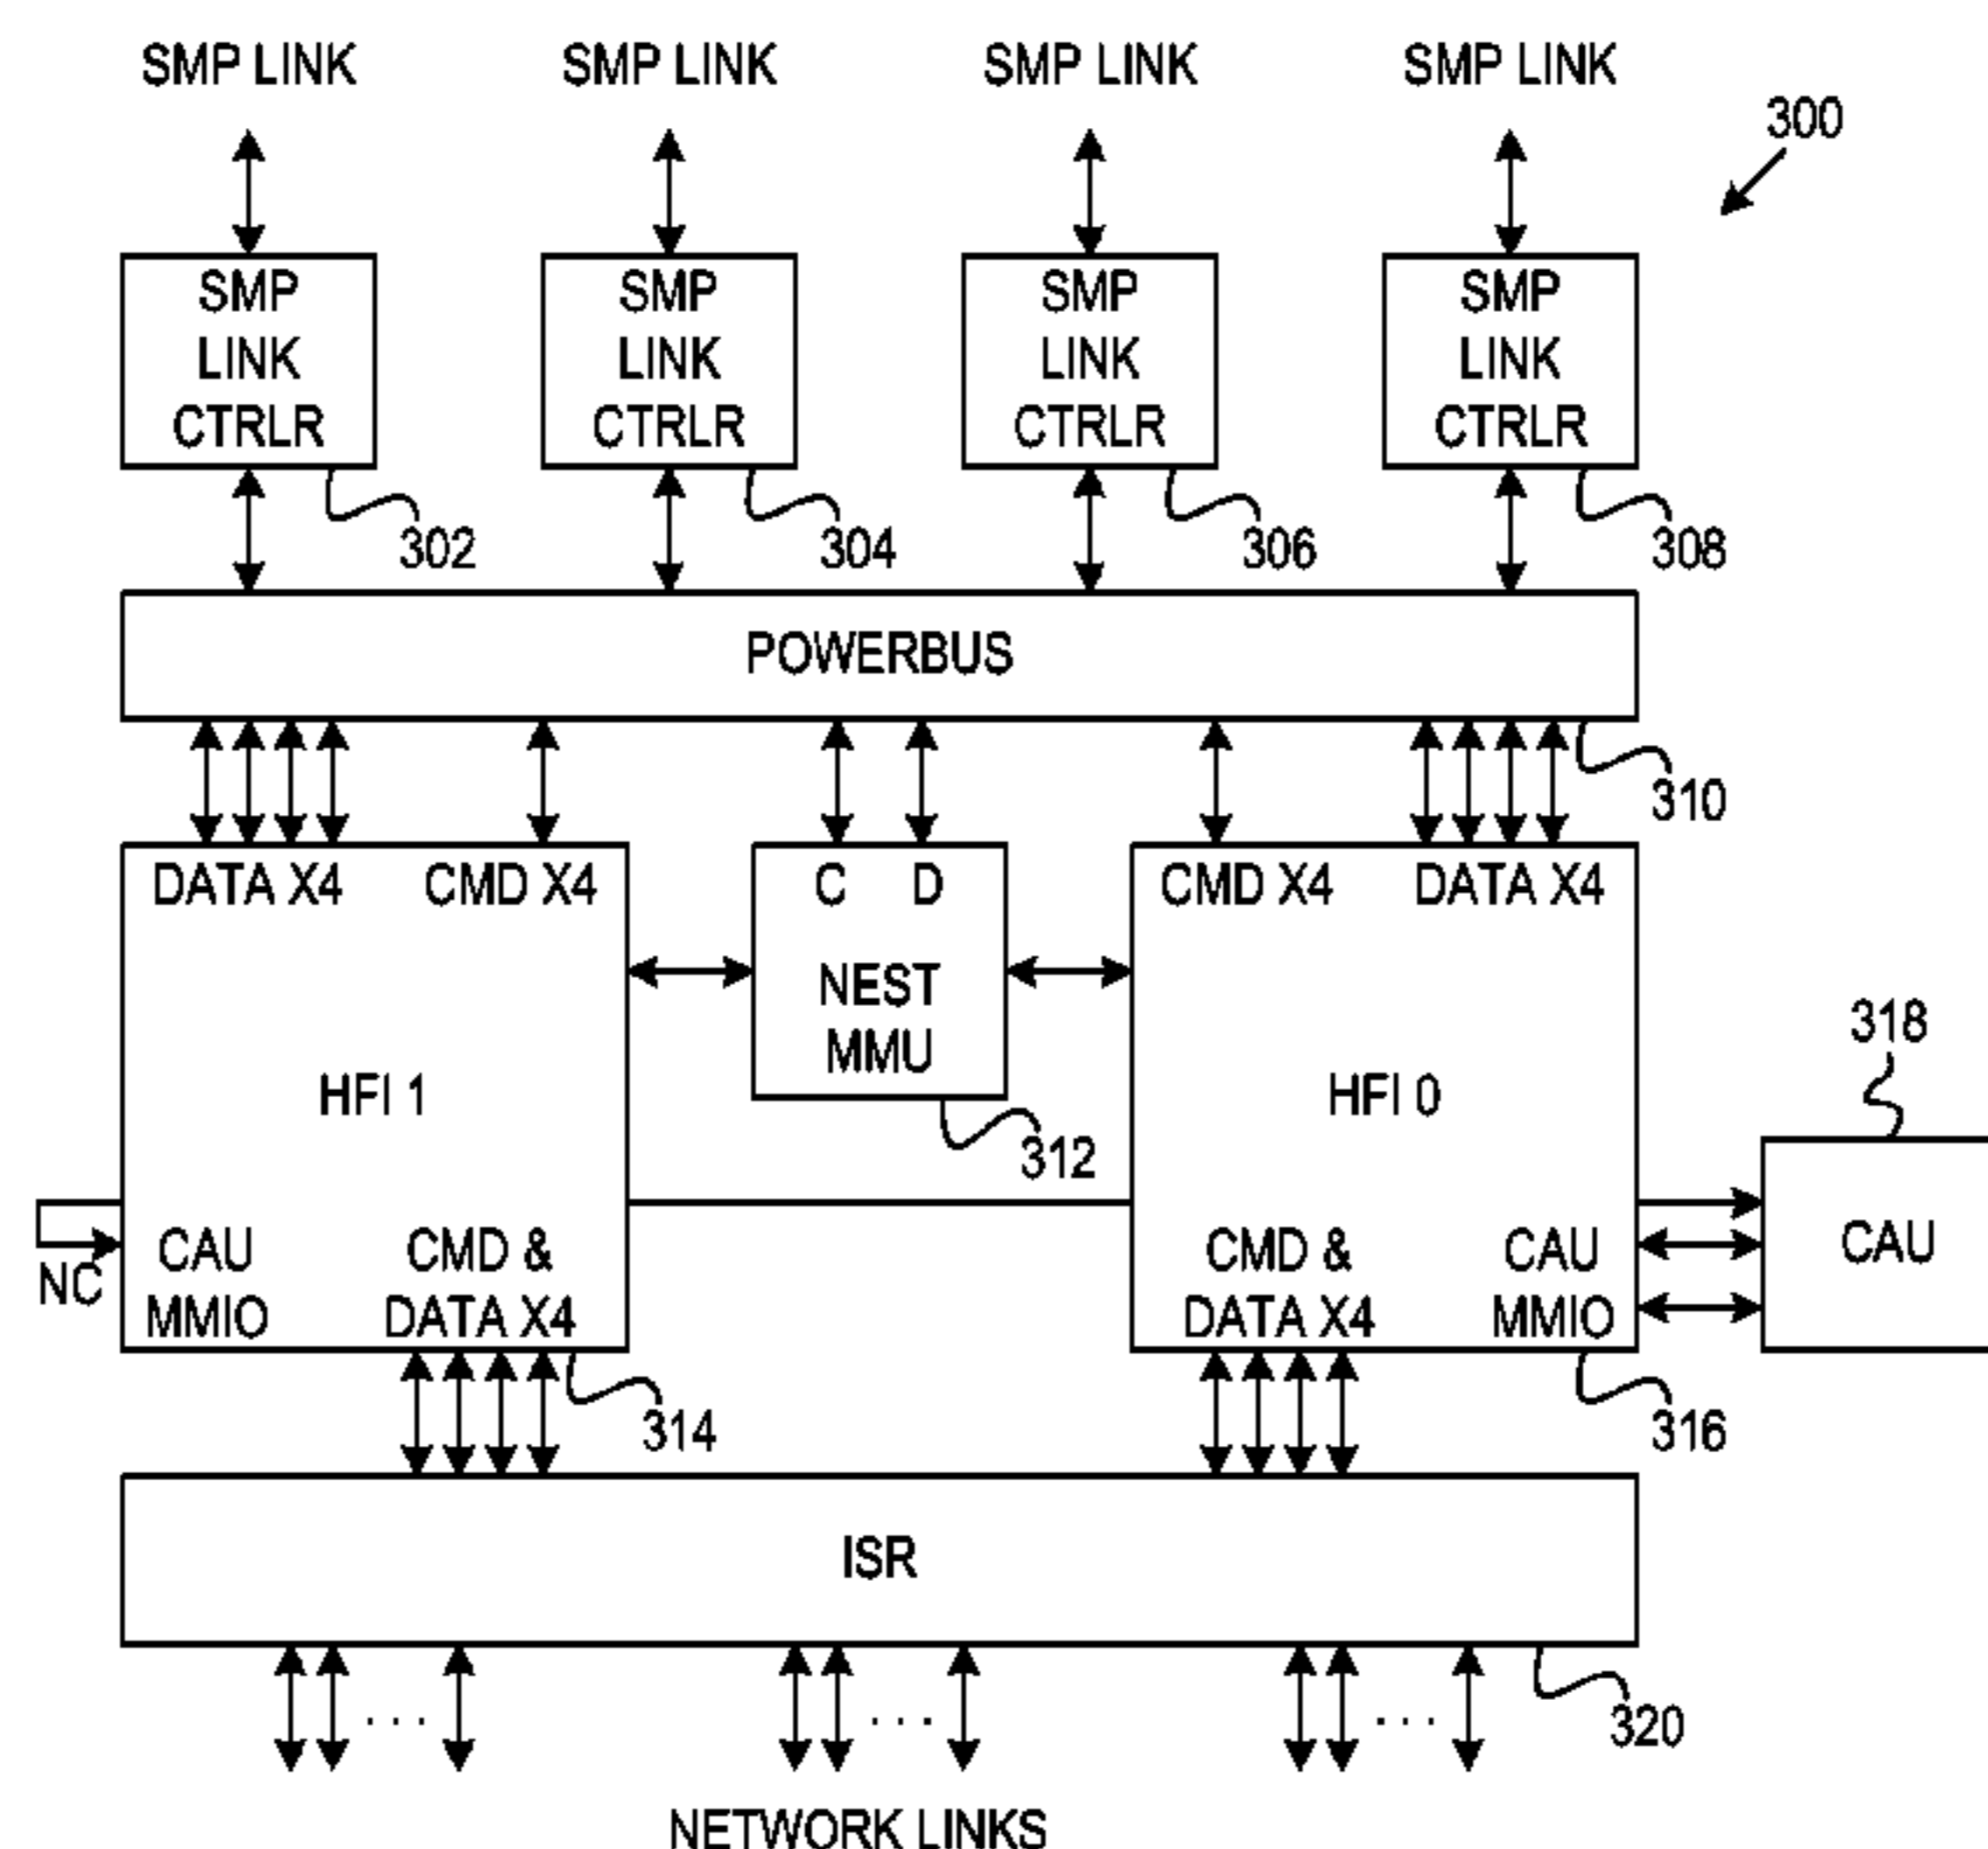 SMP LINK SMP LINK SMP LINK SMP LINK
300
SMP LINK CTRLR
SMP LINK CTRLR
SMP LINK CTRLR
SMP LINK CTRLR
302 304 306 308
POWERBUS
310
DATA X4 CMD X4
C D
CMD X4 DATA X4
NEST
MMU
312
HFI 1
HFI 0
318
CAU
NC
CAU
MMIO
CMD &
DATA X4
CMD &
DATA X4
CAU
MMIO
314
316
ISR
320
... ... ...
NETWORK LINKS